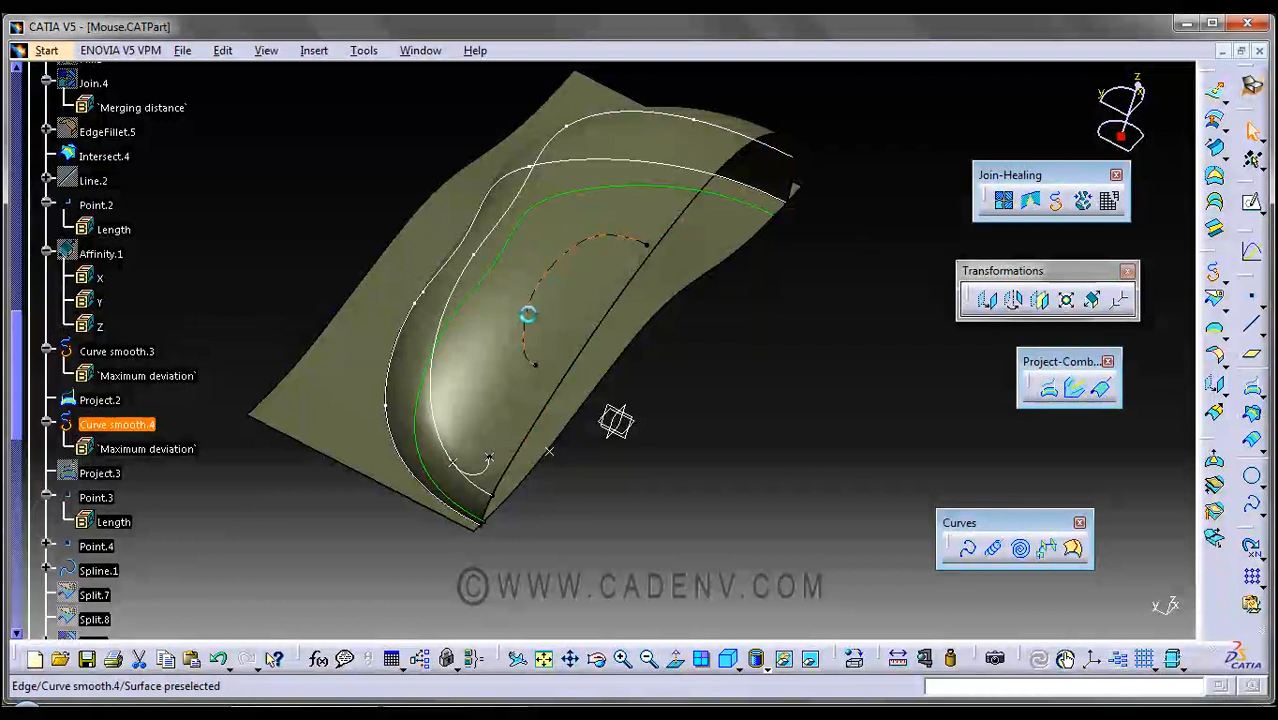 CATIA V5 - [Mouse.CATPart]
Start ENOVIA V5 VPM File Edit View Insert Tools Window Help
Join.4
`Merging distance`
EdgeFillet.5
Intersect.4
Line.2
Point.2
Length
Affinity.1
X
Y
Z
Curve smooth.3
`Maximum deviation`
Project.2
Curve smooth.4
`Maximum deviation`
Project.3
Point.3
Length
Point.4
Spline.1
Split.7
Split.8
z
y
x
Join-Healing
Transformations
Project-Comb...
Curves
©WWW.CADENV.COM
y z x
f(x)
CATIA
Edge/Curve smooth.4/Surface preselected